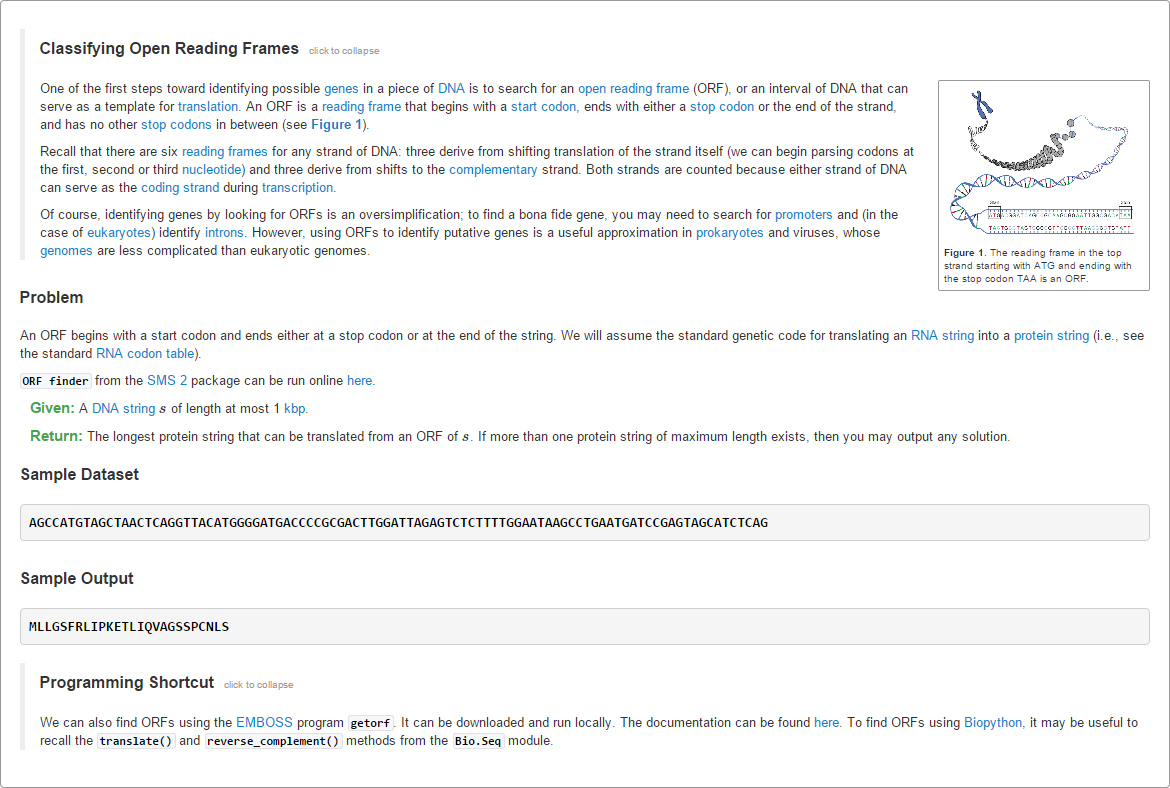 Classifying Open Reading Frames click to collapse
One of the first steps toward identifying possible genes in a piece of DNA is to search for an open reading frame (ORF), or an interval of DNA that can
serve as a template for translation. An ORF is a reading frame that begins with a start codon, ends with either a stop codon or the end of the strand,
and has no other stop codons in between (see Figure 1).
Recall that there are six reading frames for any strand of DNA: three derive from shifting translation of the strand itself (we can begin parsing codons at
the first, second or third nucleotide) and three derive from shifts to the complementary strand. Both strands are counted because either strand of DNA
can serve as the coding strand during transcription.
Of course, identifying genes by looking for ORFs is an oversimplification; to find a bona fide gene, you may need to search for promoters and (in the
case of eukaryotes) identify introns. However, using ORFs to identify putative genes is a useful approximation in prokaryotes and viruses, whose
genomes are less complicated than eukaryotic genomes.
Figure 1. The reading frame in the top
strand starting with ATG and ending with
the stop codon TAA is an ORF.
Problem
An ORF begins with a start codon and ends either at a stop codon or at the end of the string. We will assume the standard genetic code for translating an RNA string into a protein string (i.e., see
the standard RNA codon table).
ORF finder from the SMS 2 package can be run online here.
Given: A DNA string s of length at most 1 kbp.
Return: The longest protein string that can be translated from an ORF of s. If more than one protein string of maximum length exists, then you may output any solution.
Sample Dataset
AGCCATGTAGCTAACTCAGGTTACATGGGGATGACCCCGCGACTTGGATTAGAGTCTCTTTTGGAATAAGCCTGAATGATCCGAGTAGCATCTCAG
Sample Output
MLLGSFRLIPKETLIQVAGSSPCNLS
Programming Shortcut click to collapse
We can also find ORFs using the EMBOSS program getorf. It can be downloaded and run locally. The documentation can be found here. To find ORFs using Biopython, it may be useful to
recall the translate() and reverse_complement() methods from the Bio.Seq module.